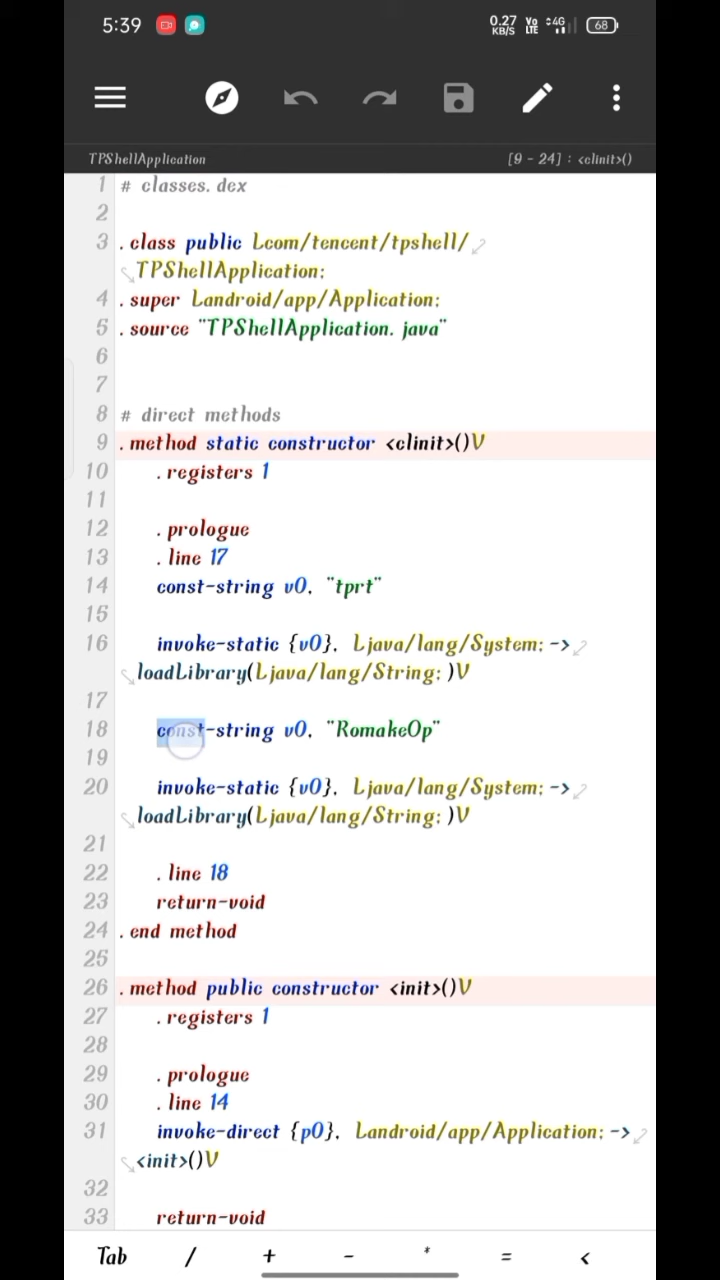 5:39 0.27 KB/S Vo LTE 4G 68
TPShellApplication [9 - 24] : <clinit>()
1 # classes. dex
2
3 . class public Lcom/tencent/tpshell/
TPShellApplication;
4 . super Landroid/app/Application;
5 . source "TPShellApplication. java"
6
7
8 # direct methods
9 . method static constructor <clinit>()V
10 . registers 1
11
12 . prologue
13 . line 17
14 const-string v0, "tprt"
15
16 invoke-static {v0}, Ljava/lang/System; ->
loadLibrary(Ljava/lang/String; )V
17
18 const-string v0, "RomakeOp"
19
20 invoke-static {v0}, Ljava/lang/System; ->
loadLibrary(Ljava/lang/String; )V
21
22 . line 18
23 return-void
24 . end method
25
26 . method public constructor <init>()V
27 . registers 1
28
29 . prologue
30 . line 14
31 invoke-direct {p0}, Landroid/app/Application; ->
<init>()V
32
33 return-void
Tab / + - * = <